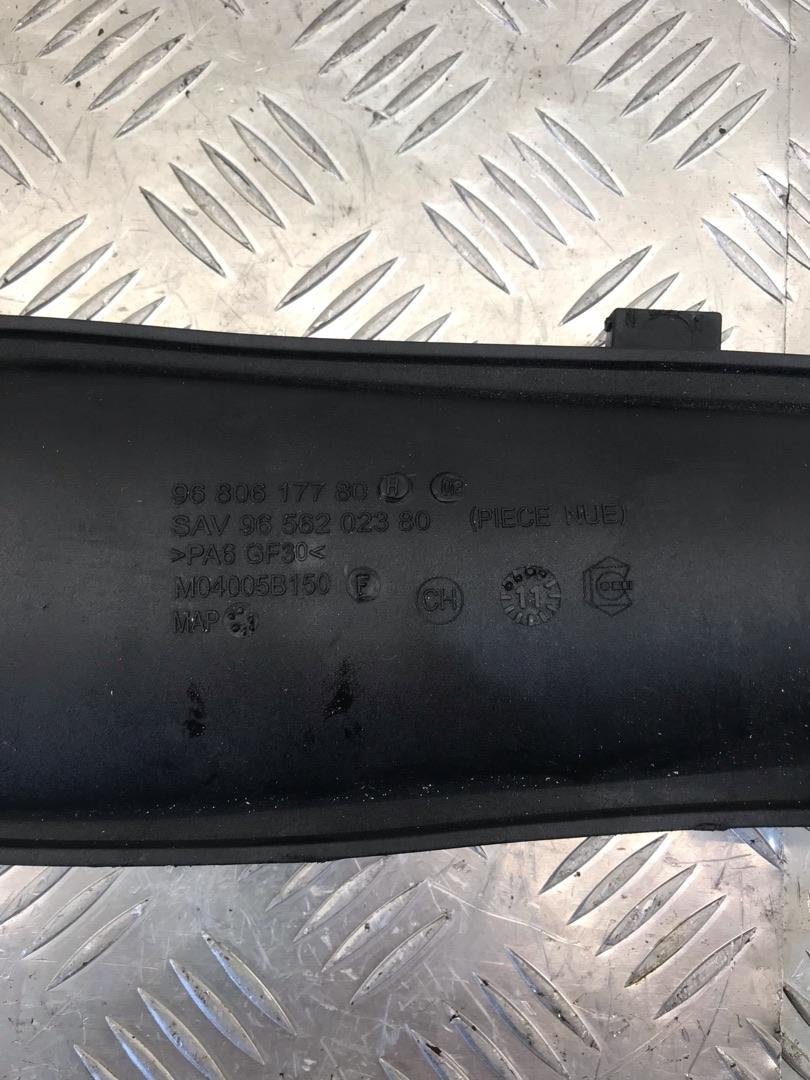 96 806 177 80 H
SAV 96 562 023 80 (PIECE NUE)
>PA6 GF30<
M04005B150 F CH 11
MAP